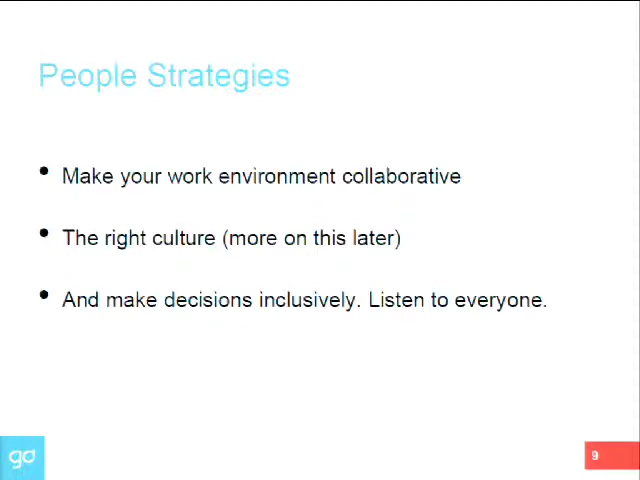 People Strategies
• Make your work environment collaborative
• The right culture (more on this later)
• And make decisions inclusively. Listen to everyone.
go
9